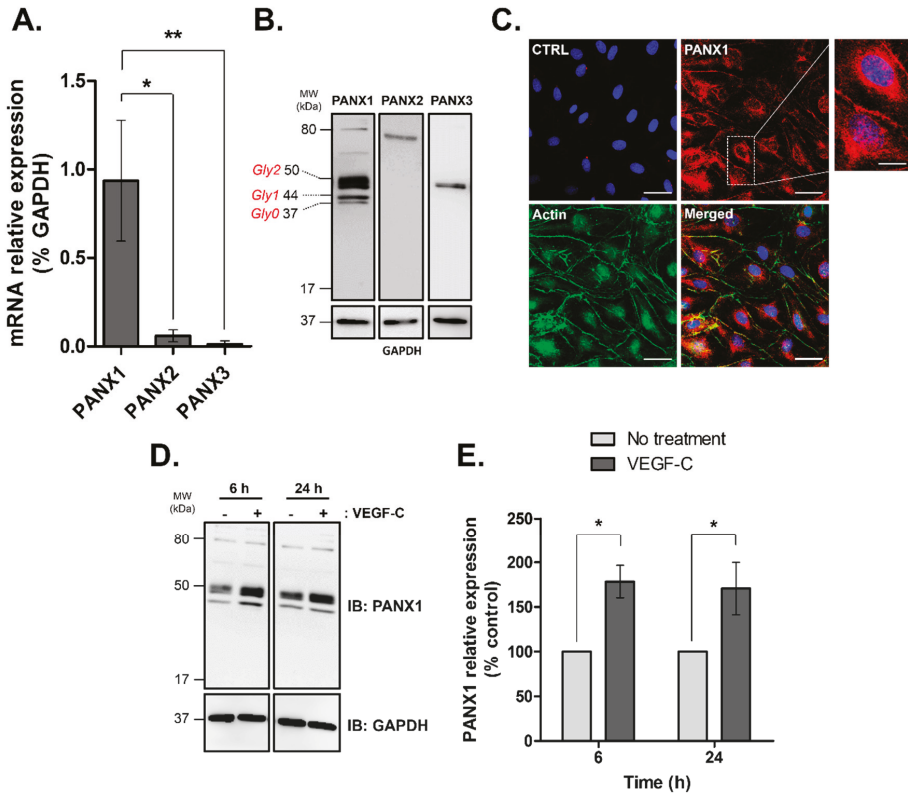 A.
mRNA relative expression
(% GAPDH)
1.5
1.0
0.5
0.0
*
**
PANX1
PANX2
PANX3
B.
MW
(kDa)
PANX1 PANX2 PANX3
80
Gly2 50
Gly1 44
Gly0 37
17
37
GAPDH
C.
CTRL
PANX1
Actin
Merged
D.
MW
(kDa)
6 h
24 h
- + - + : VEGF-C
80
50
17
37
IB: PANX1
IB: GAPDH
E.
No treatment
VEGF-C
PANX1 relative expression
(% control)
250
200
150
100
50
0
* *
6 24
Time (h)